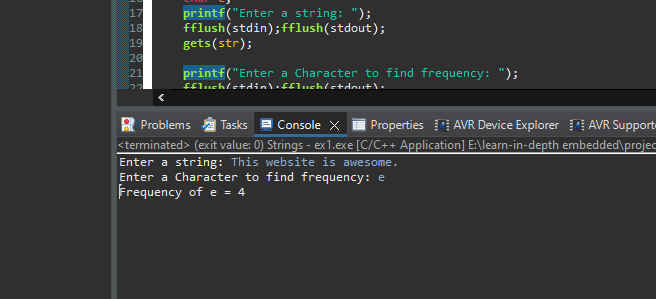 16 char c;
17 printf("Enter a string: ");
18 fflush(stdin);fflush(stdout);
19 gets(str);
20
21 printf("Enter a Character to find frequency: ");
22 fflush(stdin);fflush(stdout);
<
Problems Tasks Console Properties AVR Device Explorer AVR Support
<terminated> (exit value: 0) Strings - ex1.exe [C/C++ Application] E:\learn-in-depth embedded\projec
Enter a string: This website is awesome.
Enter a Character to find frequency: e
Frequency of e = 4